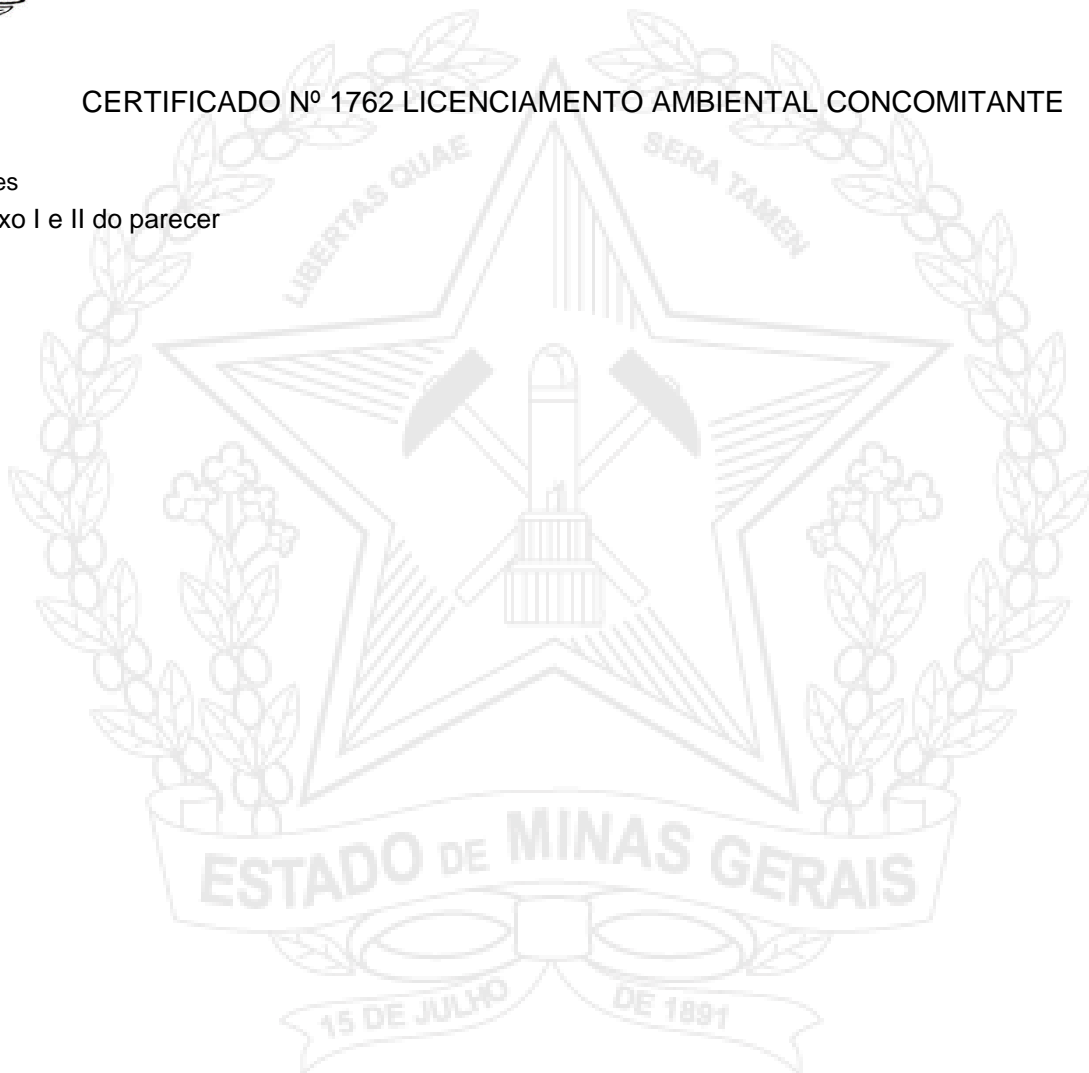 CERTIFICADO Nº 1762 LICENCIAMENTO AMBIENTAL CONCOMITANTE
es
xo I e II do parecer
LIBERTAS QUAE SERA TAMEN
ESTADO DE MINAS GERAIS
15 DE JULHO DE 1891